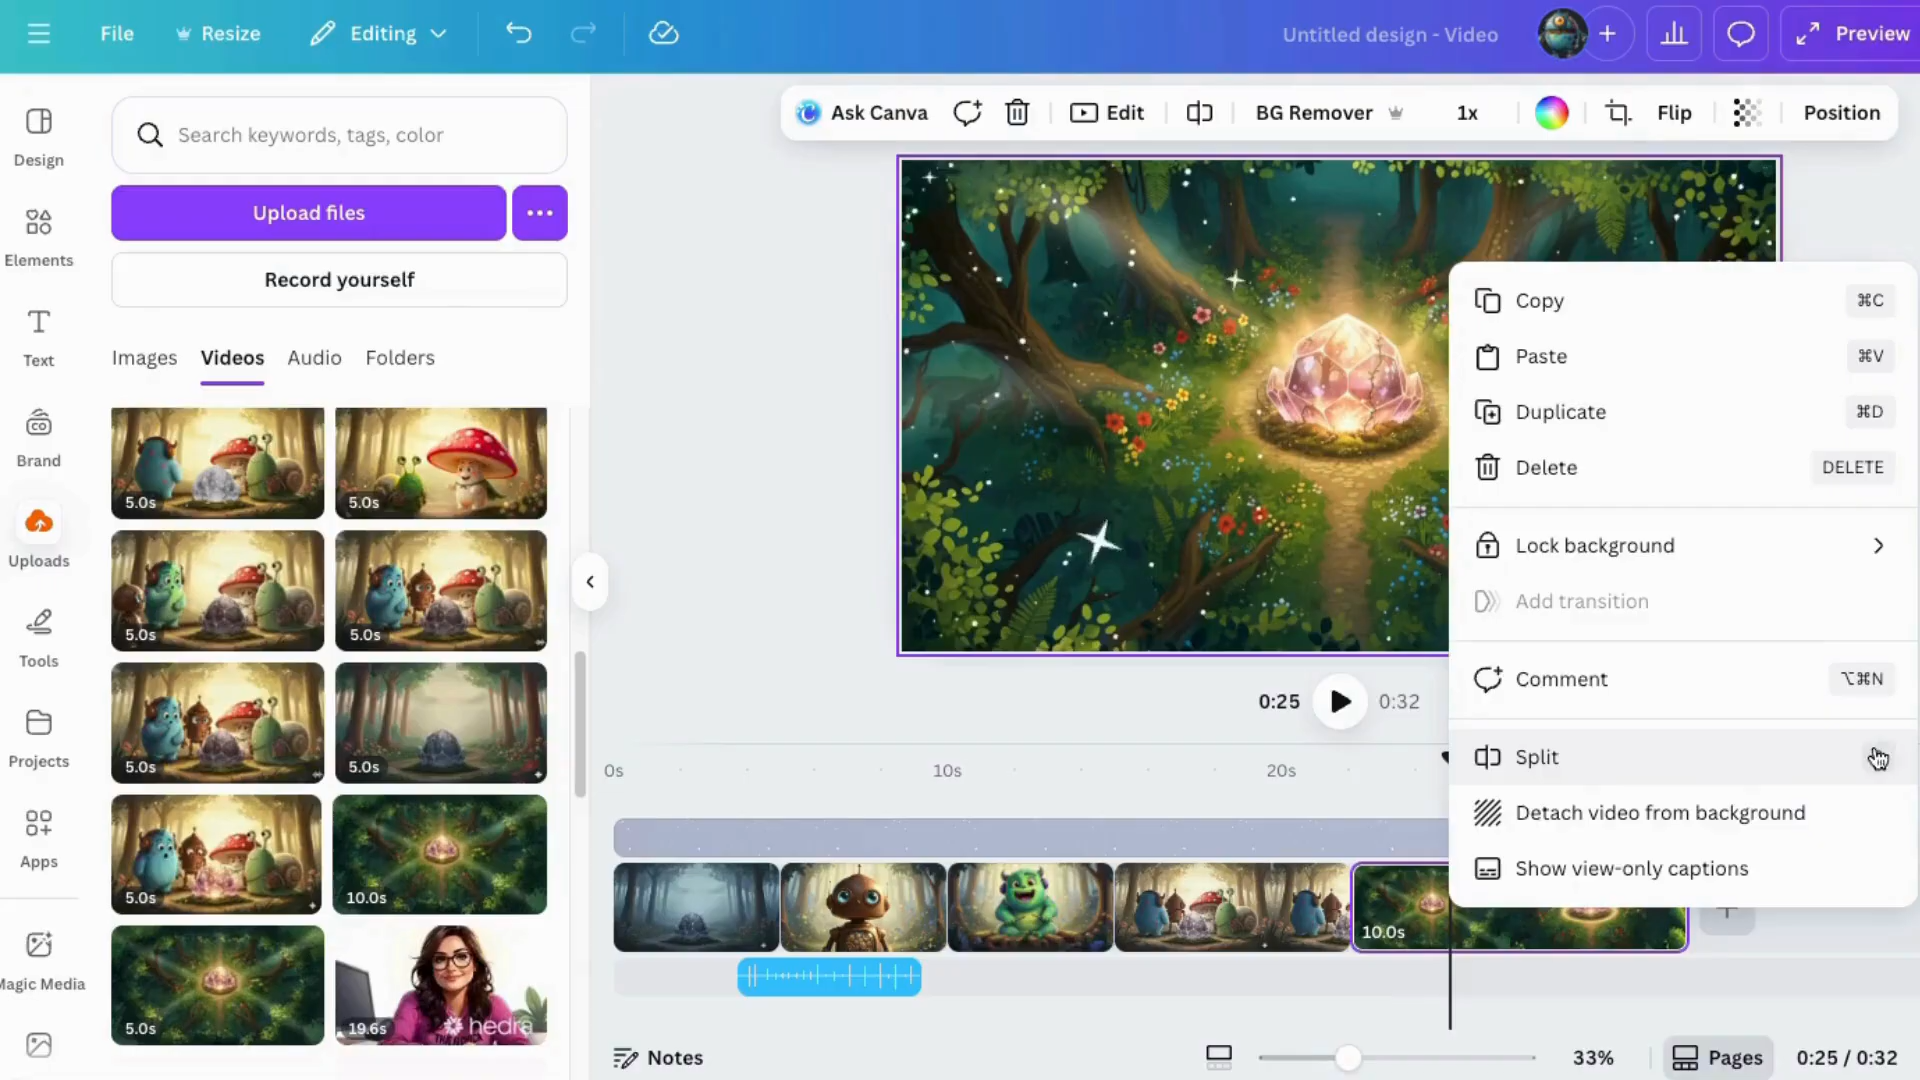 File
Resize
Editing
Untitled design - Video
Preview
Design
Elements
Text
Brand
Uploads
Tools
Projects
Apps
Magic Media
Search keywords, tags, color
Upload files
Record yourself
Images
Videos
Audio
Folders
5.0s
5.0s
5.0s
5.0s
5.0s
5.0s
5.0s
10.0s
5.0s
19.6s
hedra
Ask Canva
Edit
BG Remover
1x
Flip
Position
Copy
⌘C
Paste
⌘V
Duplicate
⌘D
Delete
DELETE
Lock background
Add transition
Comment
⌥⌘N
Split
Detach video from background
Show view-only captions
0:25
0:32
0s
10s
20s
10.0s
Notes
33%
Pages
0:25 / 0:32